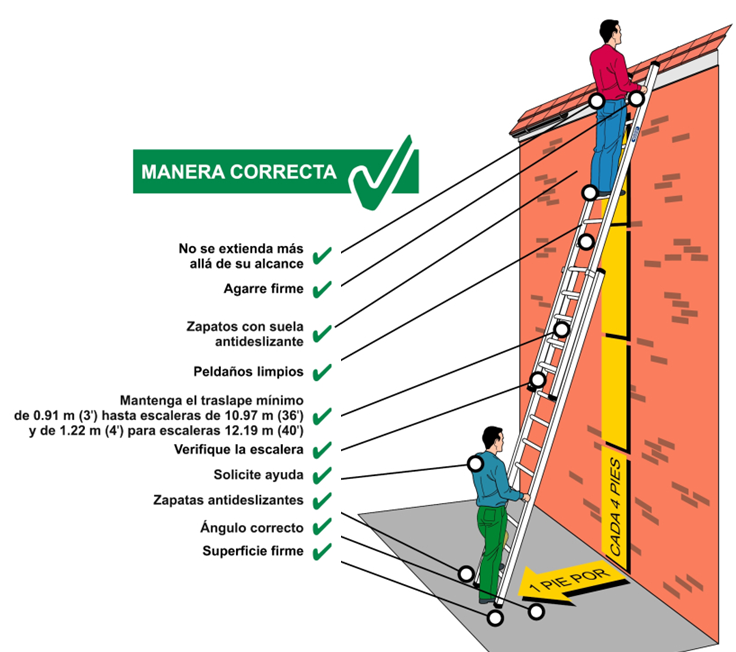 MANERA CORRECTA
No se extienda más
allá de su alcance
Agarre firme
Zapatos con suela
antideslizante
Peldaños limpios
Mantenga el traslape mínimo
de 0.91 m (3') hasta escaleras de 10.97 m (36')
y de 1.22 m (4') para escaleras 12.19 m (40')
Verifique la escalera
Solicite ayuda
Zapatas antideslizantes
Ángulo correcto
Superficie firme
1 PIE POR
CADA 4 PIES